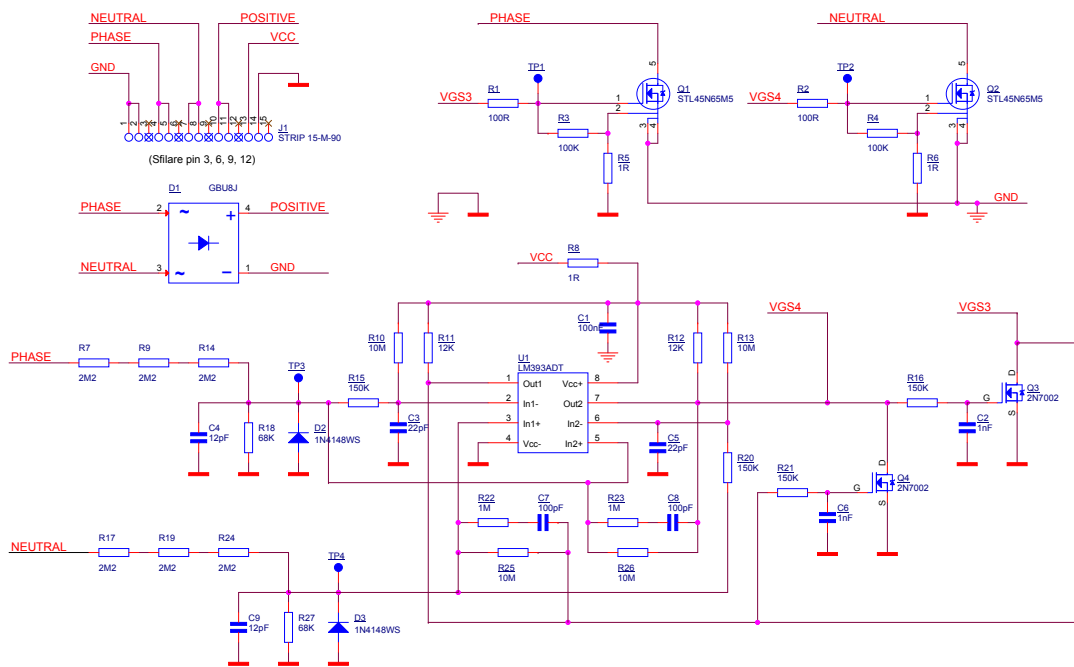 NEUTRAL
POSITIVE
PHASE
VCC
GND
1 2 3 4 5 6 7 8 9 10 11 12 13 14 15
J1
STRIP 15-M-90
(Sfilare pin 3, 6, 9, 12)
PHASE
5
TP1
Q1
STL45N65M5
VGS3
R1
100R
1
2
R3
100K
3
4
R5
1R
NEUTRAL
5
TP2
Q2
STL45N65M5
VGS4
R2
100R
1
2
R4
100K
3
4
R6
1R
GND
D1
GBU8J
PHASE
2
~
+
4
POSITIVE
NEUTRAL
3
~
−
1
GND
VCC
R8
1R
VGS4
VGS3
R10
10M
R11
12K
C1
100nF
R12
12K
R13
10M
U1
LM393ADT
PHASE
R7
2M2
R9
2M2
R14
2M2
TP3
R15
150K
1
Out1
Vcc+
8
2
In1-
Out2
7
3
In1+
In2-
6
4
Vcc-
In2+
5
R16
150K
D
G
S
Q3
2N7002
C2
1nF
C4
12pF
R18
68K
D2
1N4148WS
C3
22pF
C5
22pF
R20
150K
R21
150K
D
G
S
Q4
2N7002
C6
1nF
R22
1M
C7
100pF
R23
1M
C8
100pF
R25
10M
R26
10M
NEUTRAL
R17
2M2
R19
2M2
R24
2M2
TP4
C9
12pF
R27
68K
D3
1N4148WS